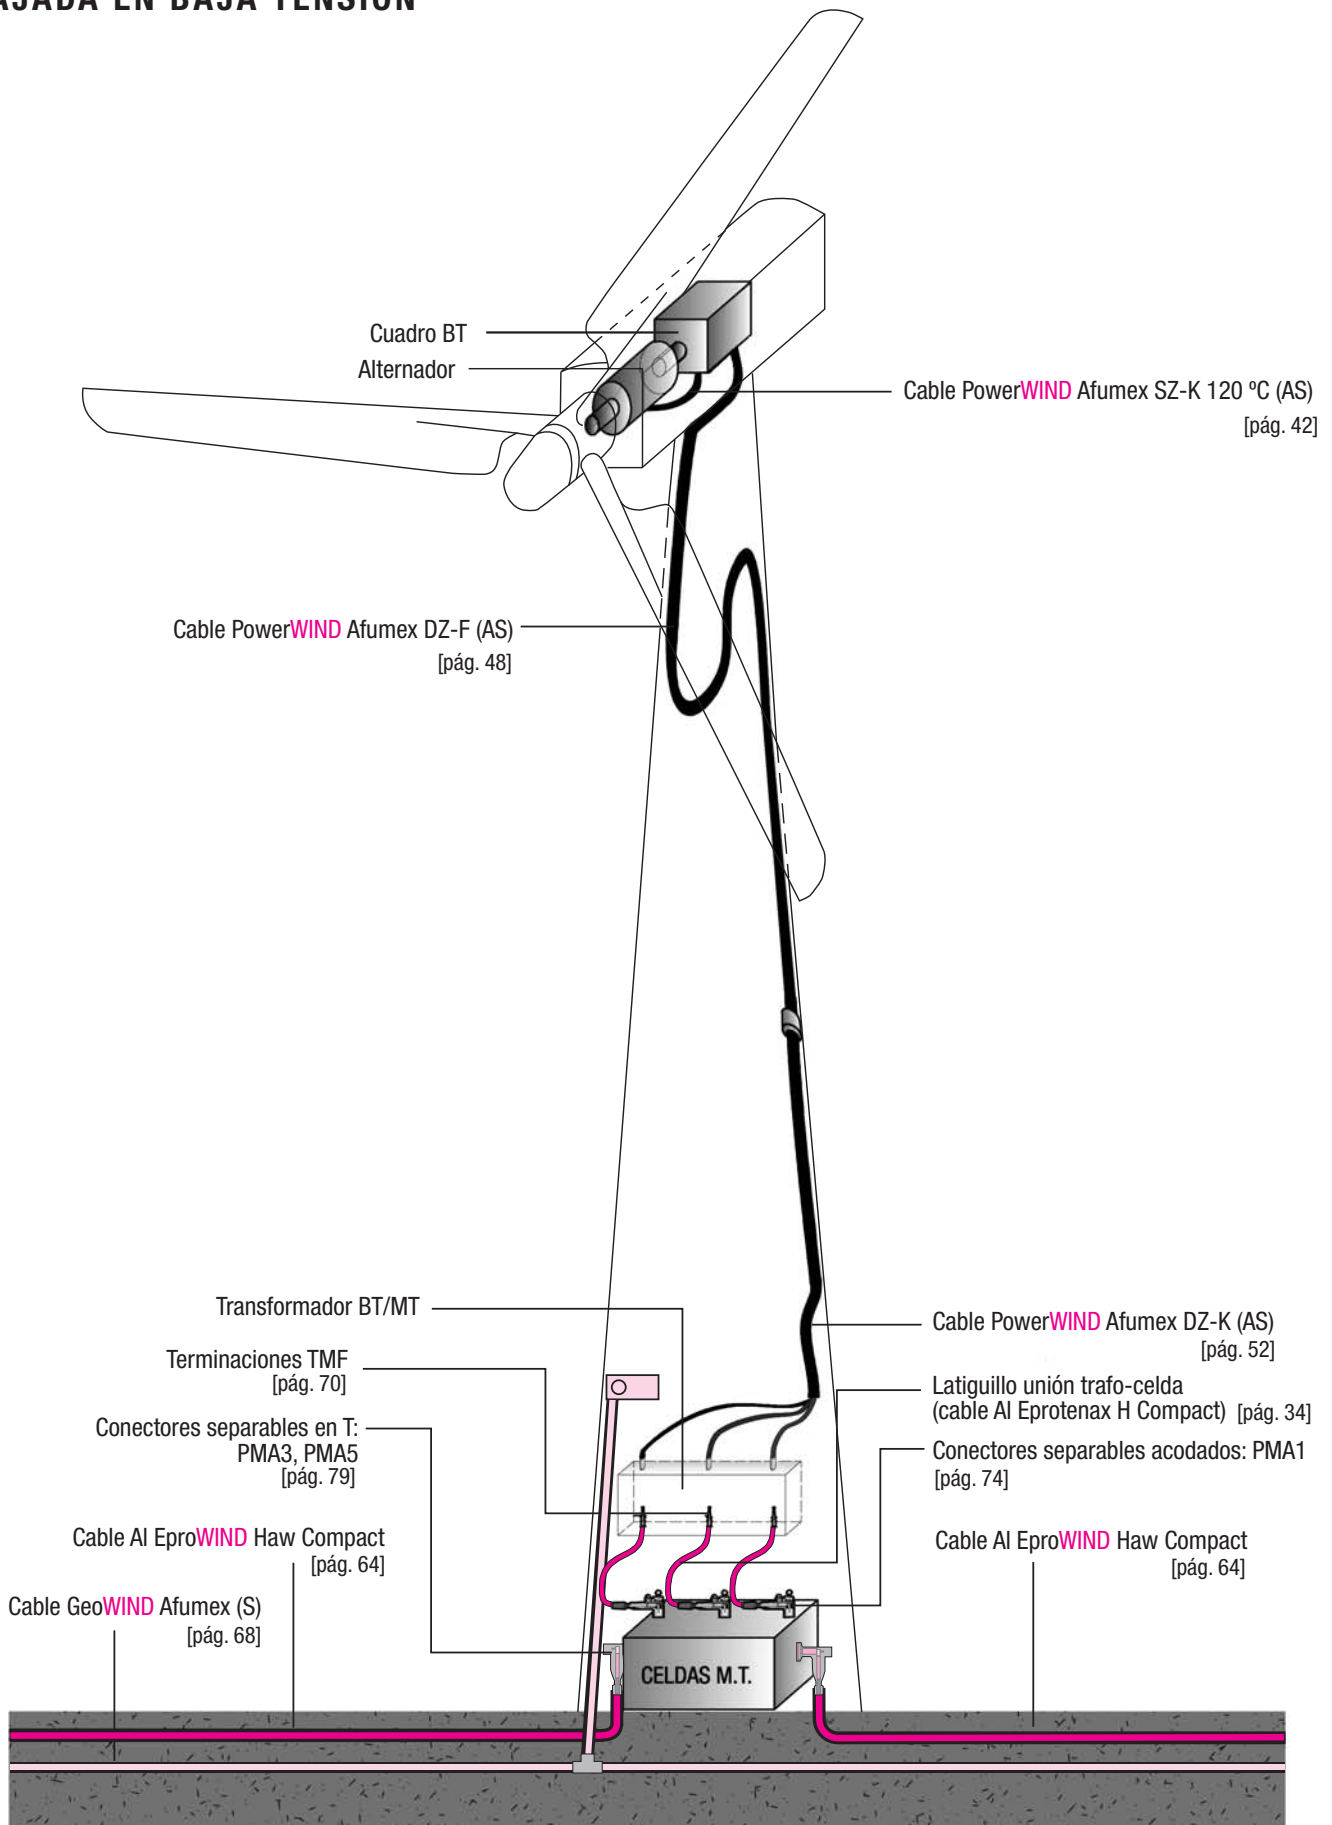 BAJADA EN BAJA TENSIÓN
Cuadro BT
Alternador
Cable PowerWIND Afumex SZ-K 120 ºC (AS)
[pág. 42]
Cable PowerWIND Afumex DZ-F (AS)
[pág. 48]
Transformador BT/MT
Terminaciones TMF
[pág. 70]
Conectores separables en T:
PMA3, PMA5
[pág. 79]
Cable Al EproWIND Haw Compact
[pág. 64]
Cable GeoWIND Afumex (S)
[pág. 68]
Cable PowerWIND Afumex DZ-K (AS)
[pág. 52]
Latiguillo unión trafo-celda
(cable Al Eprotenax H Compact) [pág. 34]
Conectores separables acodados: PMA1
[pág. 74]
Cable Al EproWIND Haw Compact
[pág. 64]
CELDAS M.T.